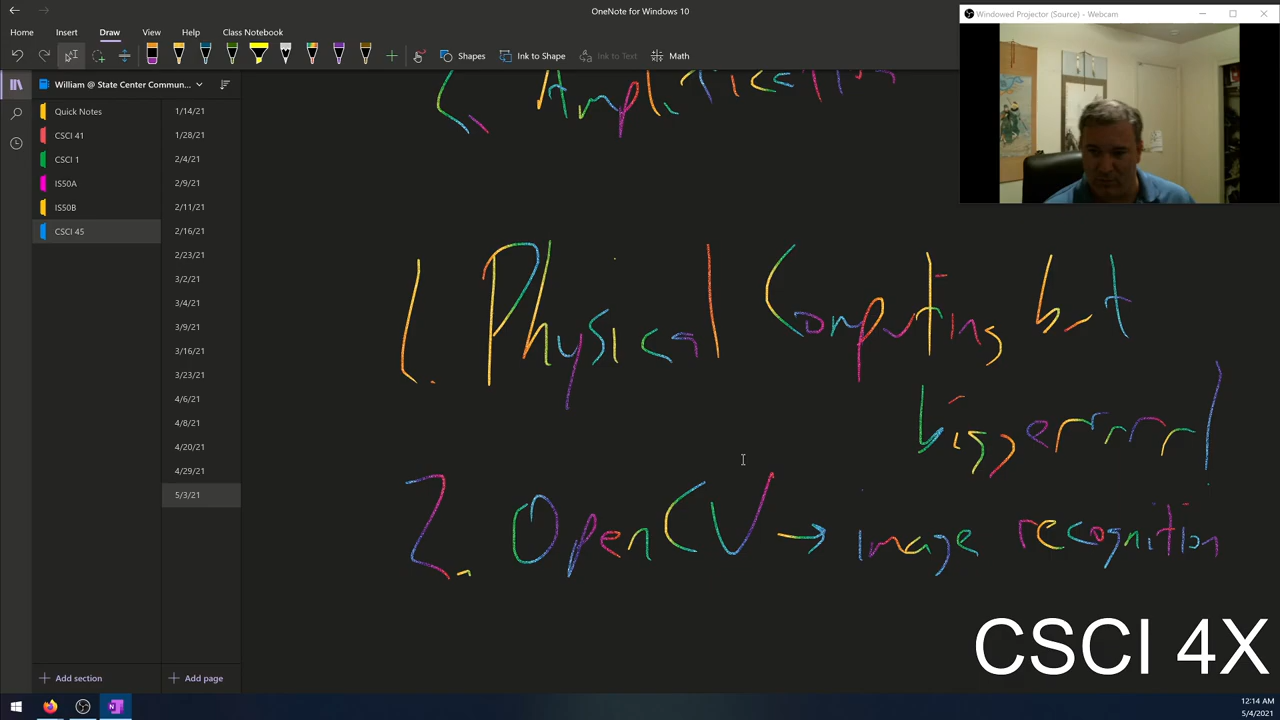 OneNote for Windows 10
Windowed Projector (Source) - Webcam
Home
Insert
Draw
View
Help
Class Notebook
Shapes
Ink to Shape
Ink to Text
Math
William @ State Center Commun...
Quick Notes
CSCI 41
CSCI 1
IS50A
IS50B
CSCI 45
1/14/21
1/28/21
2/4/21
2/9/21
2/11/21
2/16/21
2/23/21
3/2/21
3/4/21
3/9/21
3/16/21
3/23/21
4/6/21
4/8/21
4/20/21
4/29/21
5/3/21
Amplification
1. Physical Computing but
biggerrrr!
2. OpenCV → image recognition
CSCI 4X
Add section
Add page
12:14 AM
5/4/2021